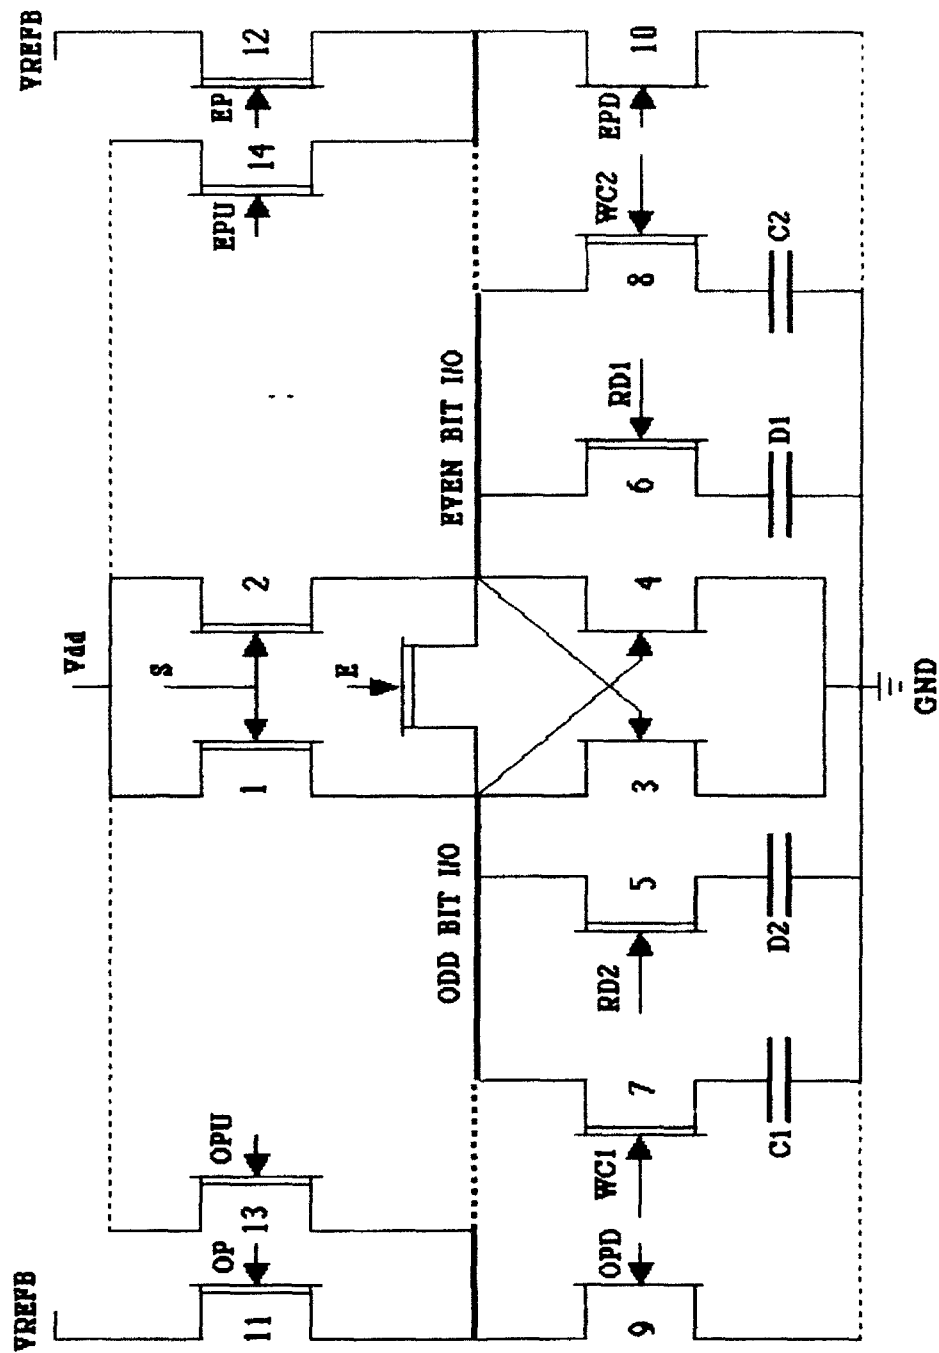 VREFB
VREFB
Vdd
S
OP
OPU
EPU
EP
11
13
1
2
14
12
E
ODD BIT I/O
EVEN BIT I/O
OPD
WC1
RD2
RD1
WC2
EPD
9
7
5
3
4
6
8
10
C1
D2
D1
C2
GND